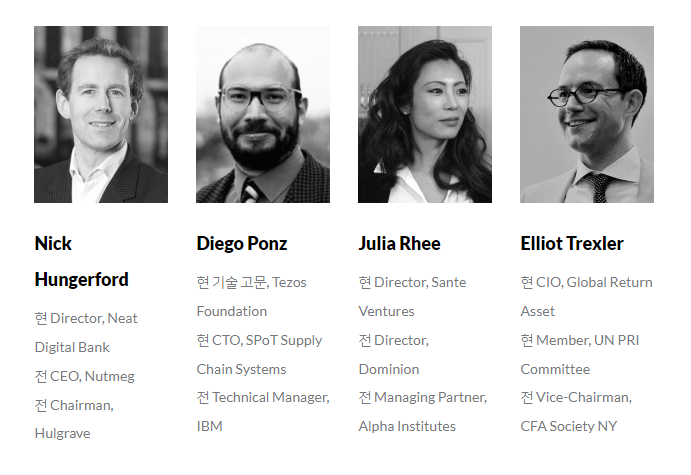 Nick
Hungerford
현 Director, Neat
Digital Bank
전 CEO, Nutmeg
전 Chairman,
Hulgrave
Diego Ponz
현 기술 고문, Tezos
Foundation
현 CTO, SPoT Supply
Chain Systems
전 Technical Manager,
IBM
Julia Rhee
현 Director, Sante
Ventures
전 Director,
Dominion
전 Managing Partner,
Alpha Institutes
Elliot Trexler
현 CIO, Global Return
Asset
현 Member, UN PRI
Committee
전 Vice-Chairman,
CFA Society NY